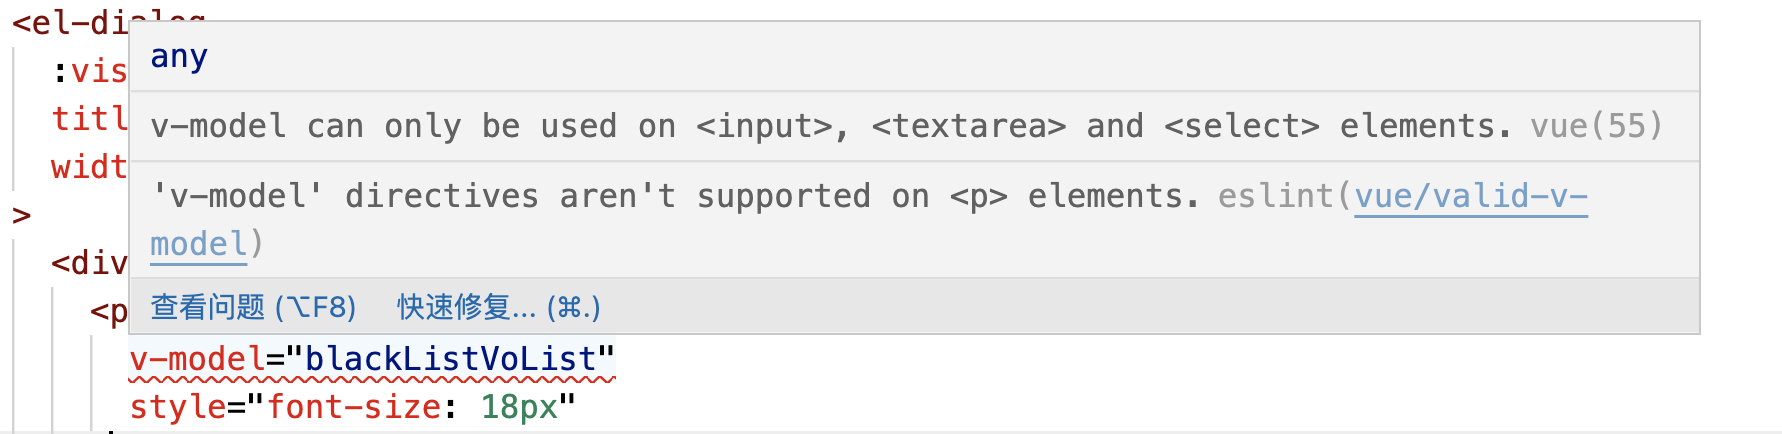 <el-dialog
any
:vis
titl
v-model can only be used on <input>, <textarea> and <select> elements. vue(55)
widt
'v-model' directives aren't supported on <p> elements. eslint(vue/valid-v-
>
model)
<div
查看问题 (⌥F8) 快速修复... (⌘.)
<p
v-model="blackListVoList"
style="font-size: 18px"